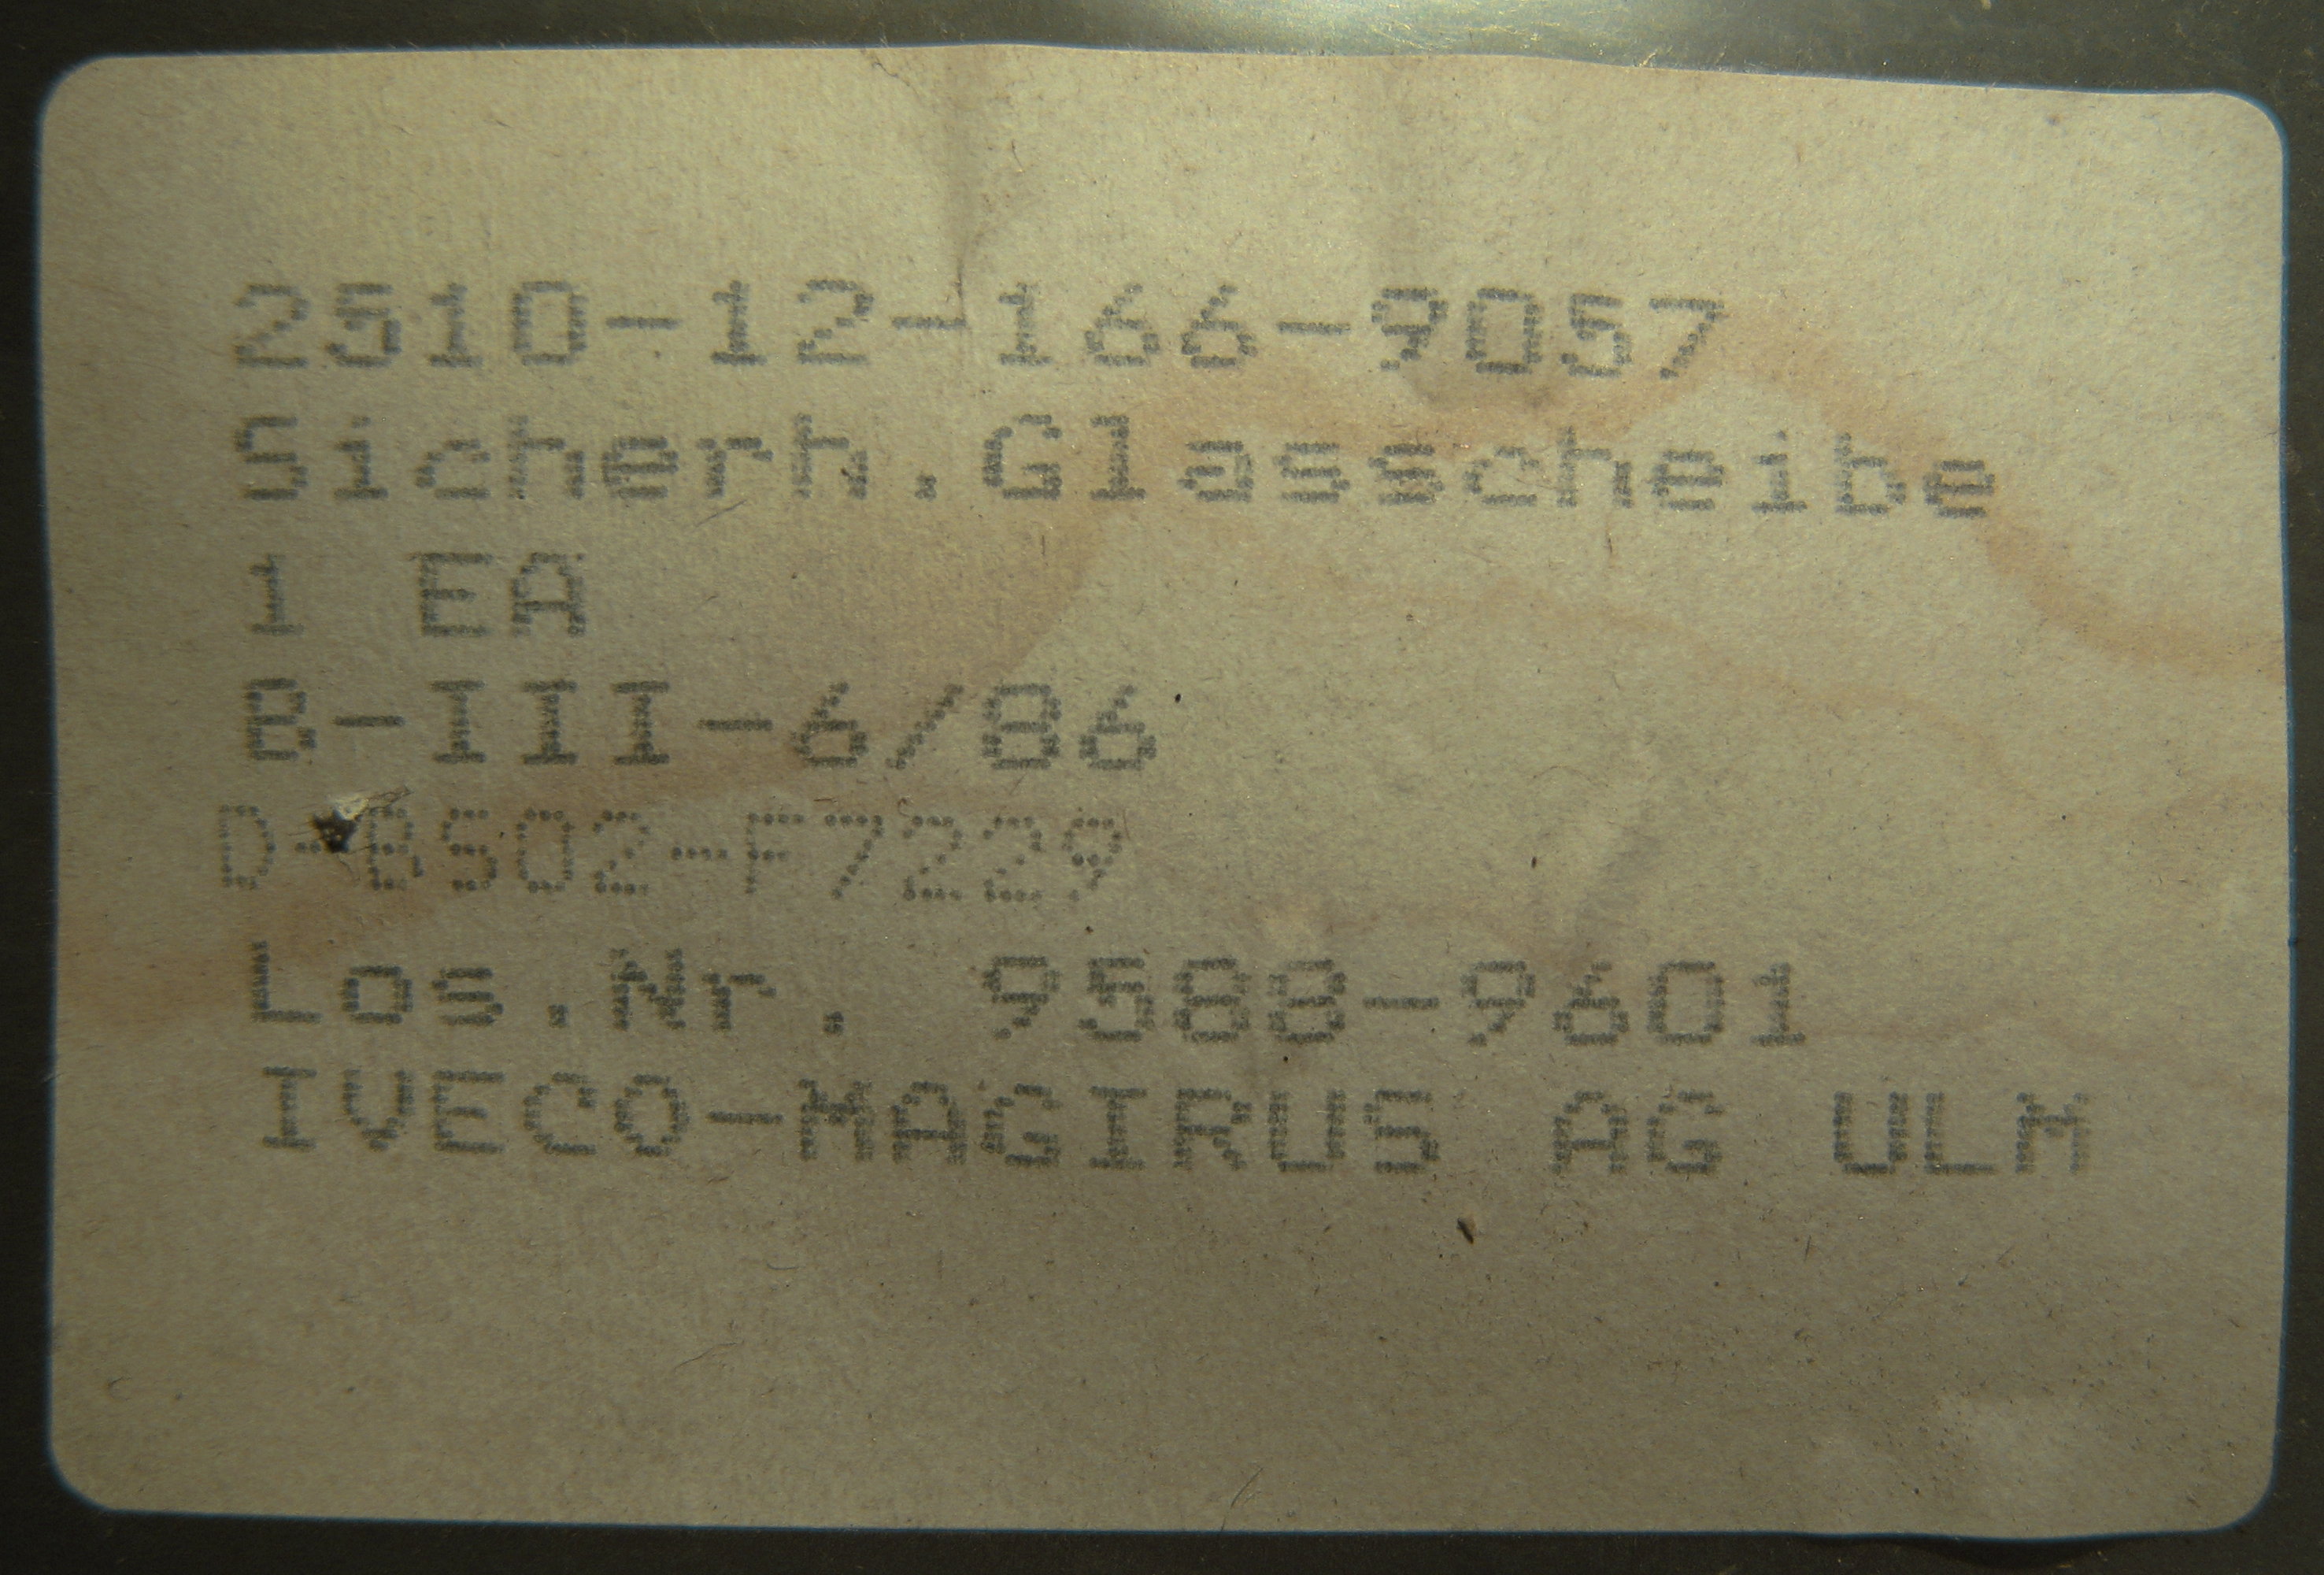 2510-12-166-9057
Sicherh.Glasscheibe
1 EA
B-III-6/86
D-BS02-F7229
Los.Nr. 9588-9601
IVECO-MAGIRUS AG ULM